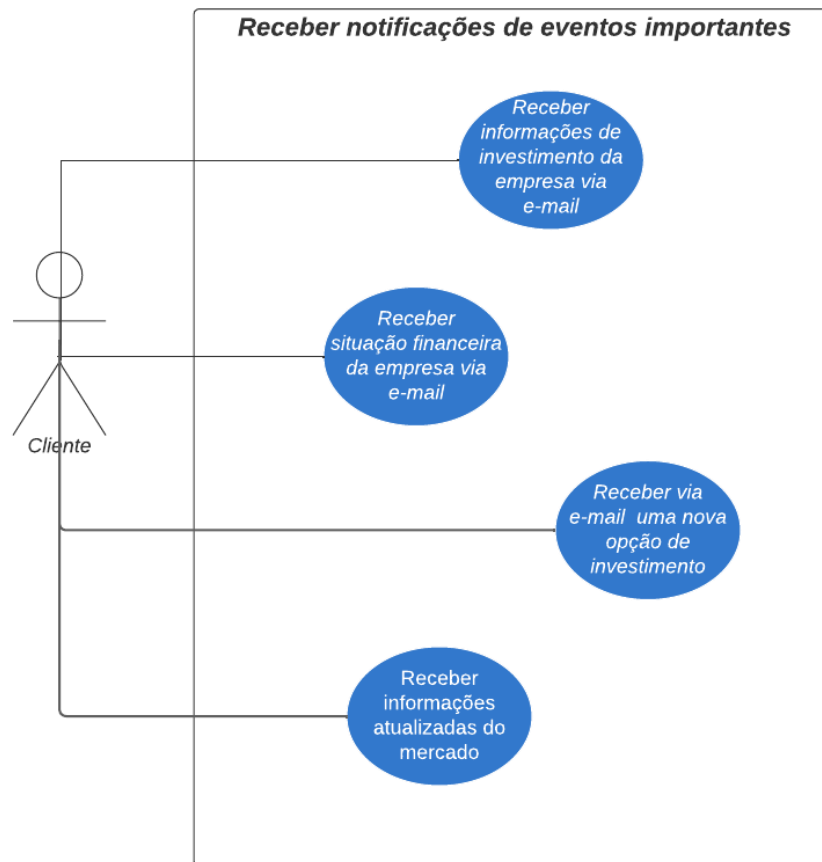 Receber notificações de eventos importantes
Receber
informações de
investimento da
empresa via
e-mail
Receber
situação financeira
da empresa via
e-mail
Cliente
Receber via
e-mail uma nova
opção de
investimento
Receber
informações
atualizadas do
mercado